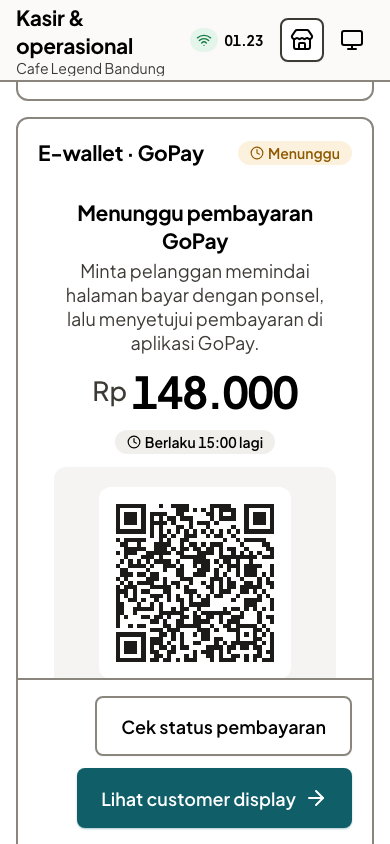 Kasir &
operasional
Cafe Legend Bandung
01.23
E-wallet · GoPay
Menunggu
Menunggu pembayaran
GoPay
Minta pelanggan memindai
halaman bayar dengan ponsel,
lalu menyetujui pembayaran di
aplikasi GoPay.
Rp 148.000
Berlaku 15:00 lagi
Cek status pembayaran
Lihat customer display